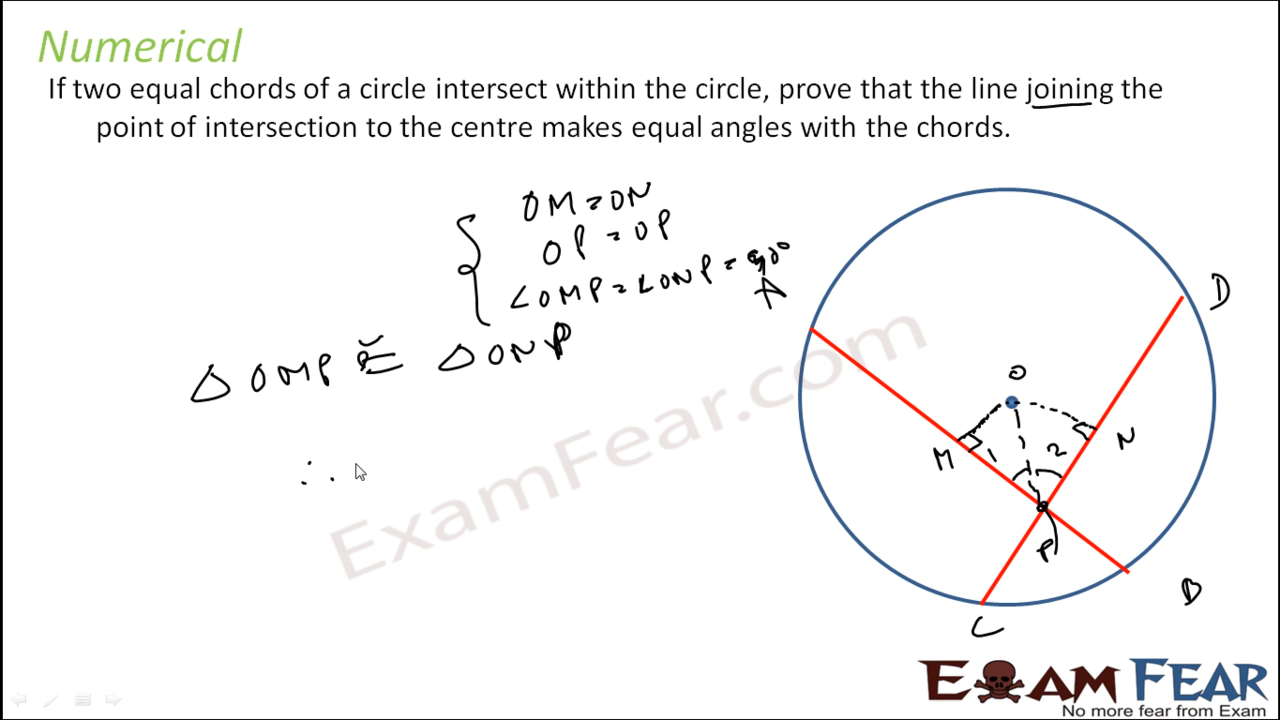 Numerical
If two equal chords of a circle intersect within the circle, prove that the line joining the
point of intersection to the centre makes equal angles with the chords.
OM = ON
OP = OP
∠OMP = ∠ONP = 90°
△OMP ≅ △ONP
∴
A
D
O
M
1
2
N
P
B
C
ExamFear.com
EXAM FEAR
No more fear from Exam